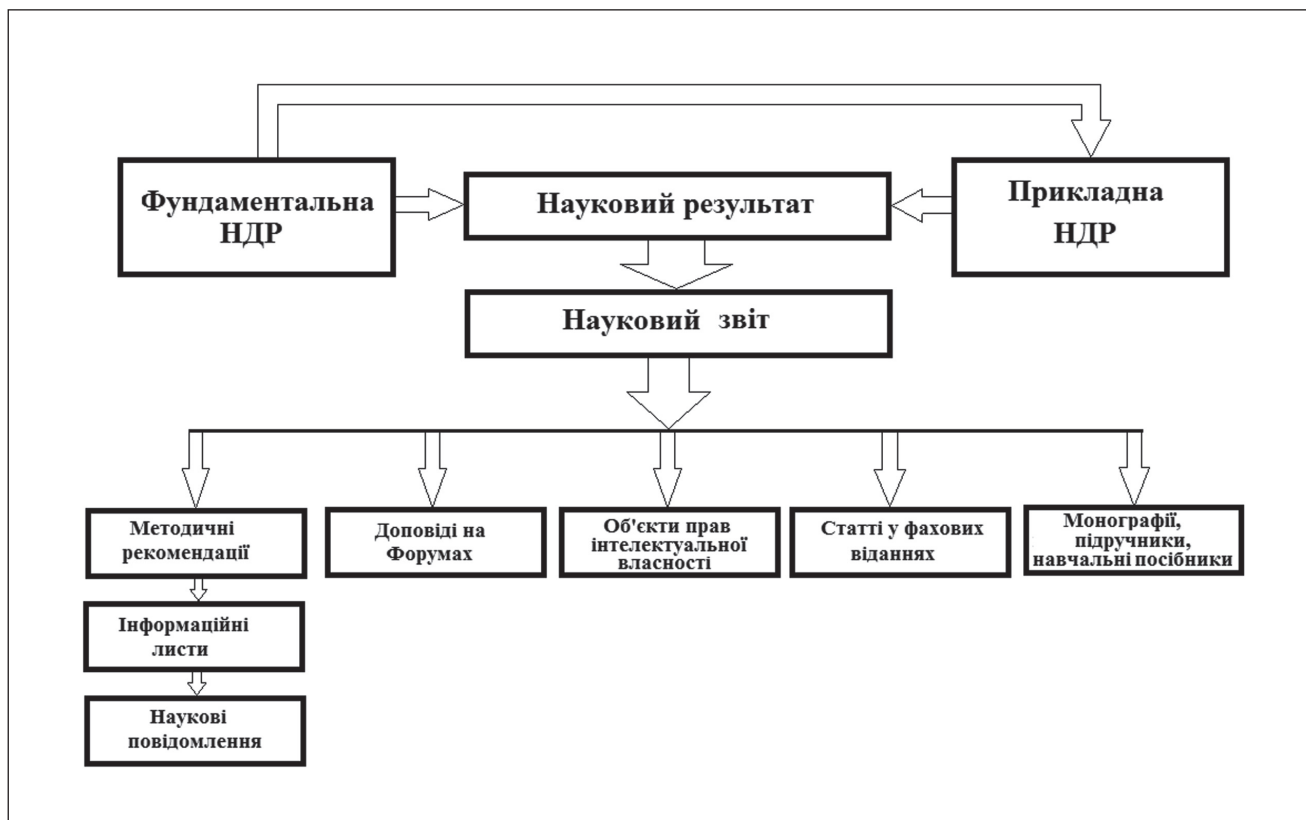 Фундаментальна
НДР
Науковий результат
Прикладна
НДР
Науковий звіт
Методичні
рекомендації
Доповіді на
Форумах
Об'єкти прав
інтелектуальної
власності
Статті у фахових
віданнях
Монографії,
підручники,
навчальні посібники
Інформаційні
листи
Наукові
повідомлення